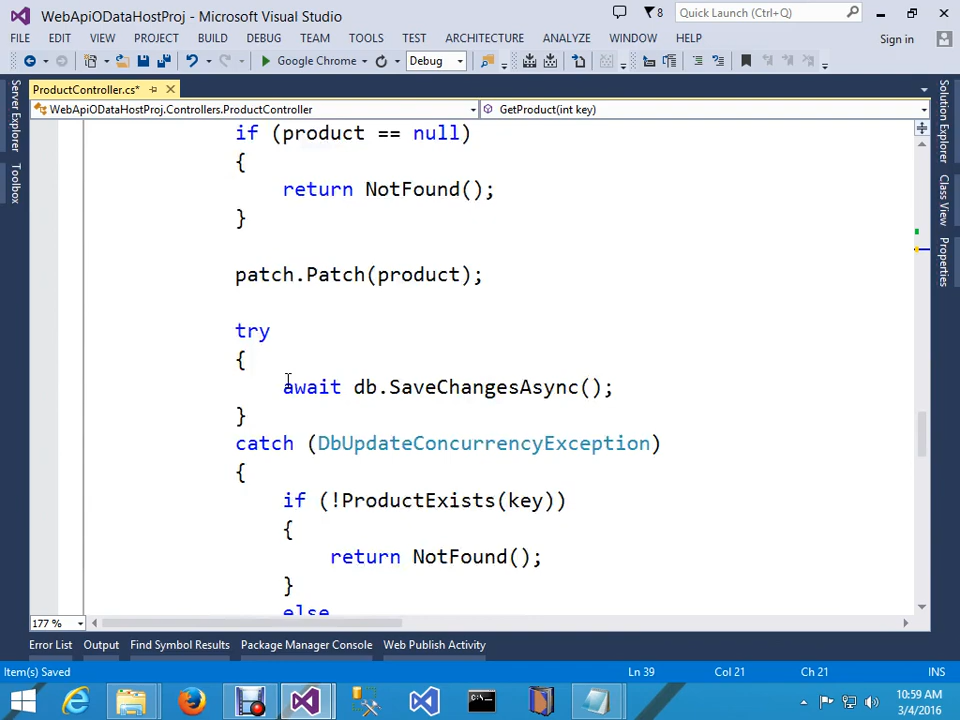 WebApiODataHostProj - Microsoft Visual Studio
8
Quick Launch (Ctrl+Q)
FILE EDIT VIEW PROJECT BUILD DEBUG TEAM TOOLS TEST ARCHITECTURE ANALYZE WINDOW HELP Sign in
Google Chrome Debug
ProductController.cs*
WebApiODataHostProj.Controllers.ProductController GetProduct(int key)
Server Explorer
Toolbox
Solution Explorer
Class View
Properties
if (product == null)
{
return NotFound();
}
patch.Patch(product);
try
{
await db.SaveChangesAsync();
}
catch (DbUpdateConcurrencyException)
{
if (!ProductExists(key))
{
return NotFound();
}
else
177 %
Error List Output Find Symbol Results Package Manager Console Web Publish Activity
Item(s) Saved Ln 39 Col 21 Ch 21 INS
10:59 AM
3/4/2016